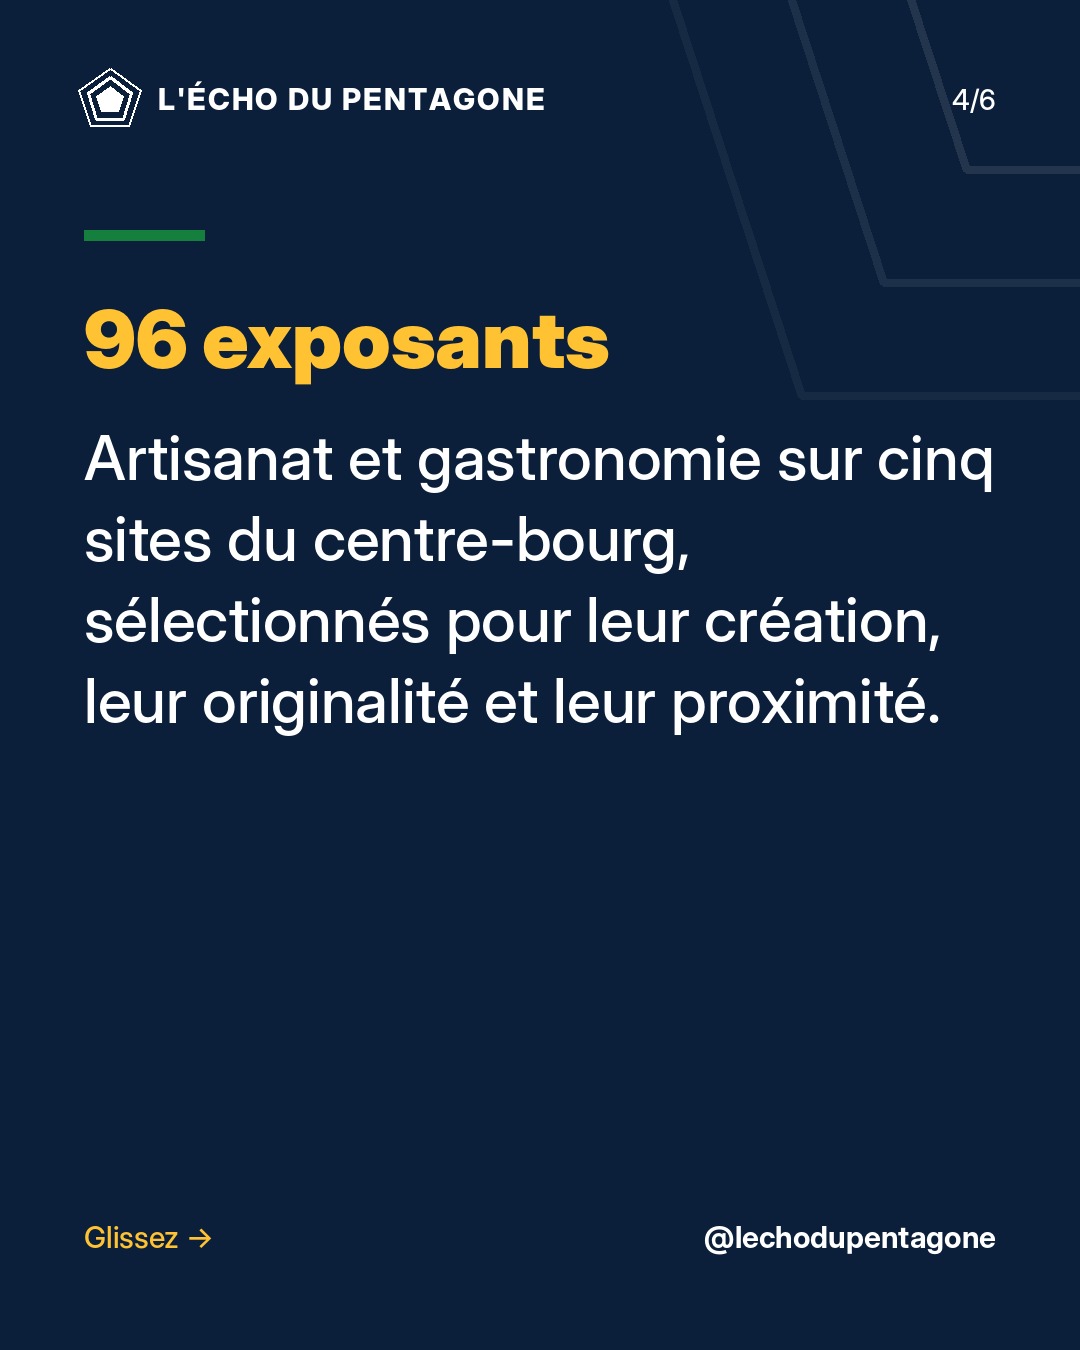 L'ÉCHO DU PENTAGONE
4/6
96 exposants
Artisanat et gastronomie sur cinq
sites du centre-bourg,
sélectionnés pour leur création,
leur originalité et leur proximité.
Glissez →
@lechodupentagone